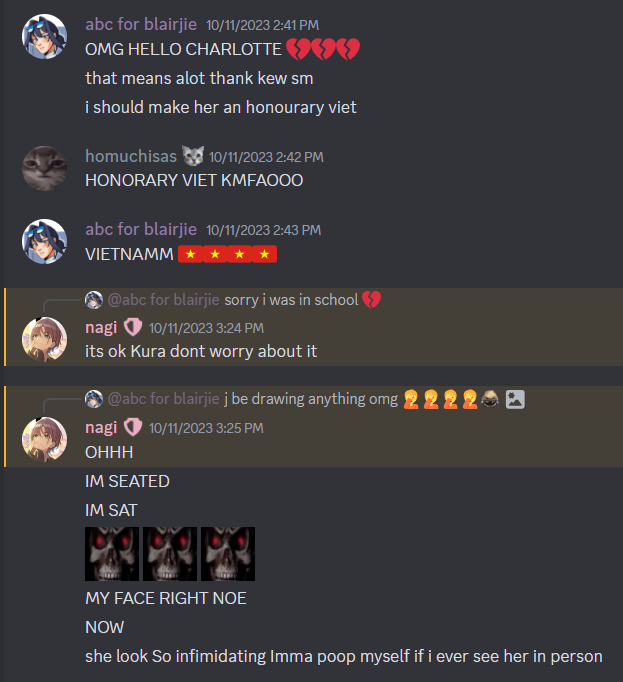 abc for blairjie 10/11/2023 2:41 PM
OMG HELLO CHARLOTTE 💔💔💔
that means alot thank kew sm
i should make her an honourary viet
homuchisas 10/11/2023 2:42 PM
HONORARY VIET KMFAOOO
abc for blairjie 10/11/2023 2:43 PM
VIETNAMM 🇻🇳🇻🇳🇻🇳🇻🇳
@abc for blairjie sorry i was in school 💔
nagi 10/11/2023 3:24 PM
its ok Kura dont worry about it
@abc for blairjie j be drawing anything omg 🤦🤦🤦🤦
nagi 10/11/2023 3:25 PM
OHHH
IM SEATED
IM SAT
MY FACE RIGHT NOE
NOW
she look So infimidating Imma poop myself if i ever see her in person